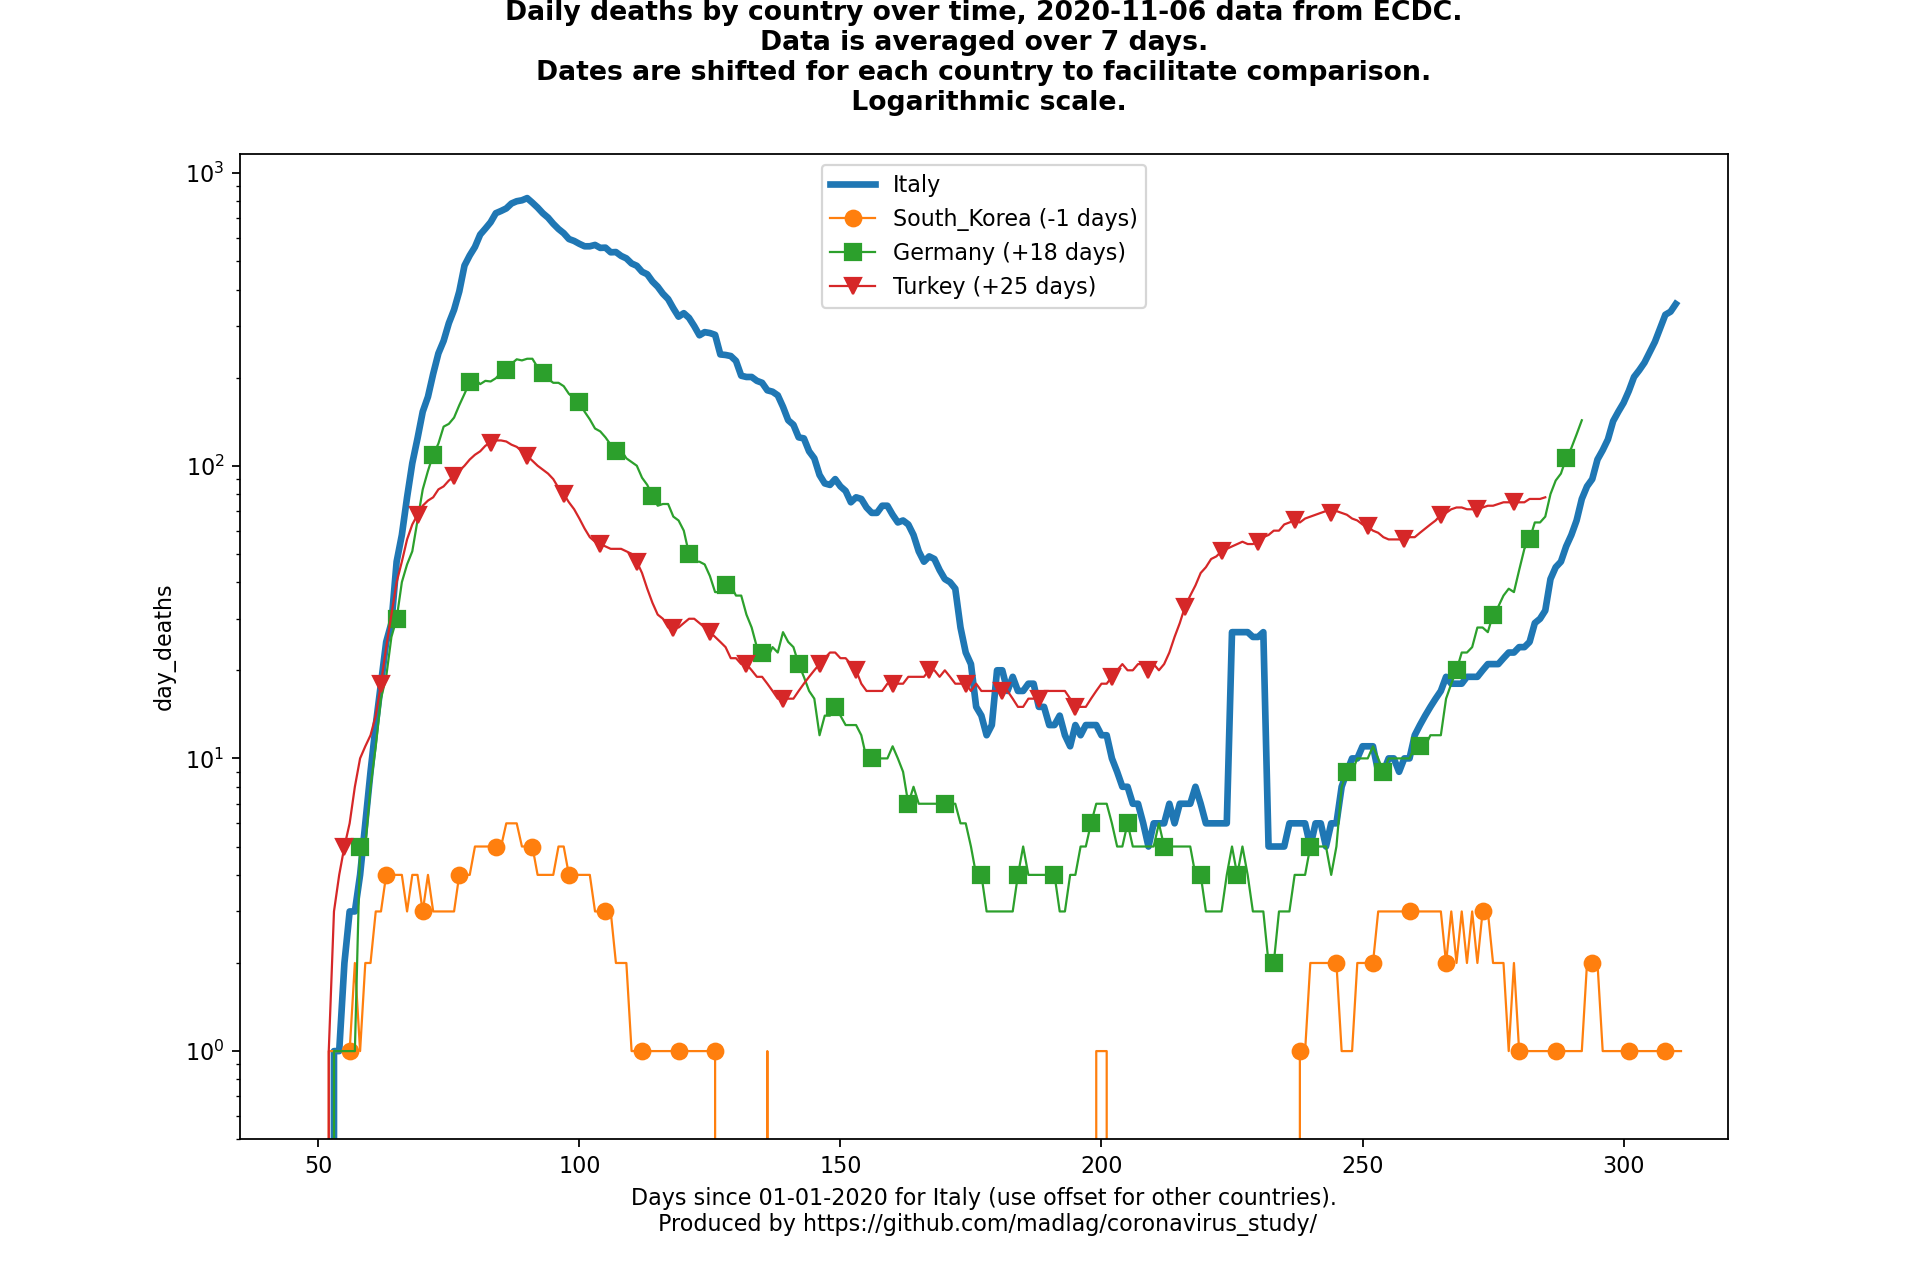 Daily deaths by country over time, 2020-11-06 data from ECDC.
Data is averaged over 7 days.
Dates are shifted for each country to facilitate comparison.
Logarithmic scale.
10³
10²
10¹
10⁰
day_deaths
Italy
South_Korea (-1 days)
Germany (+18 days)
Turkey (+25 days)
50 100 150 200 250 300
Days since 01-01-2020 for Italy (use offset for other countries).
Produced by https://github.com/madlag/coronavirus_study/